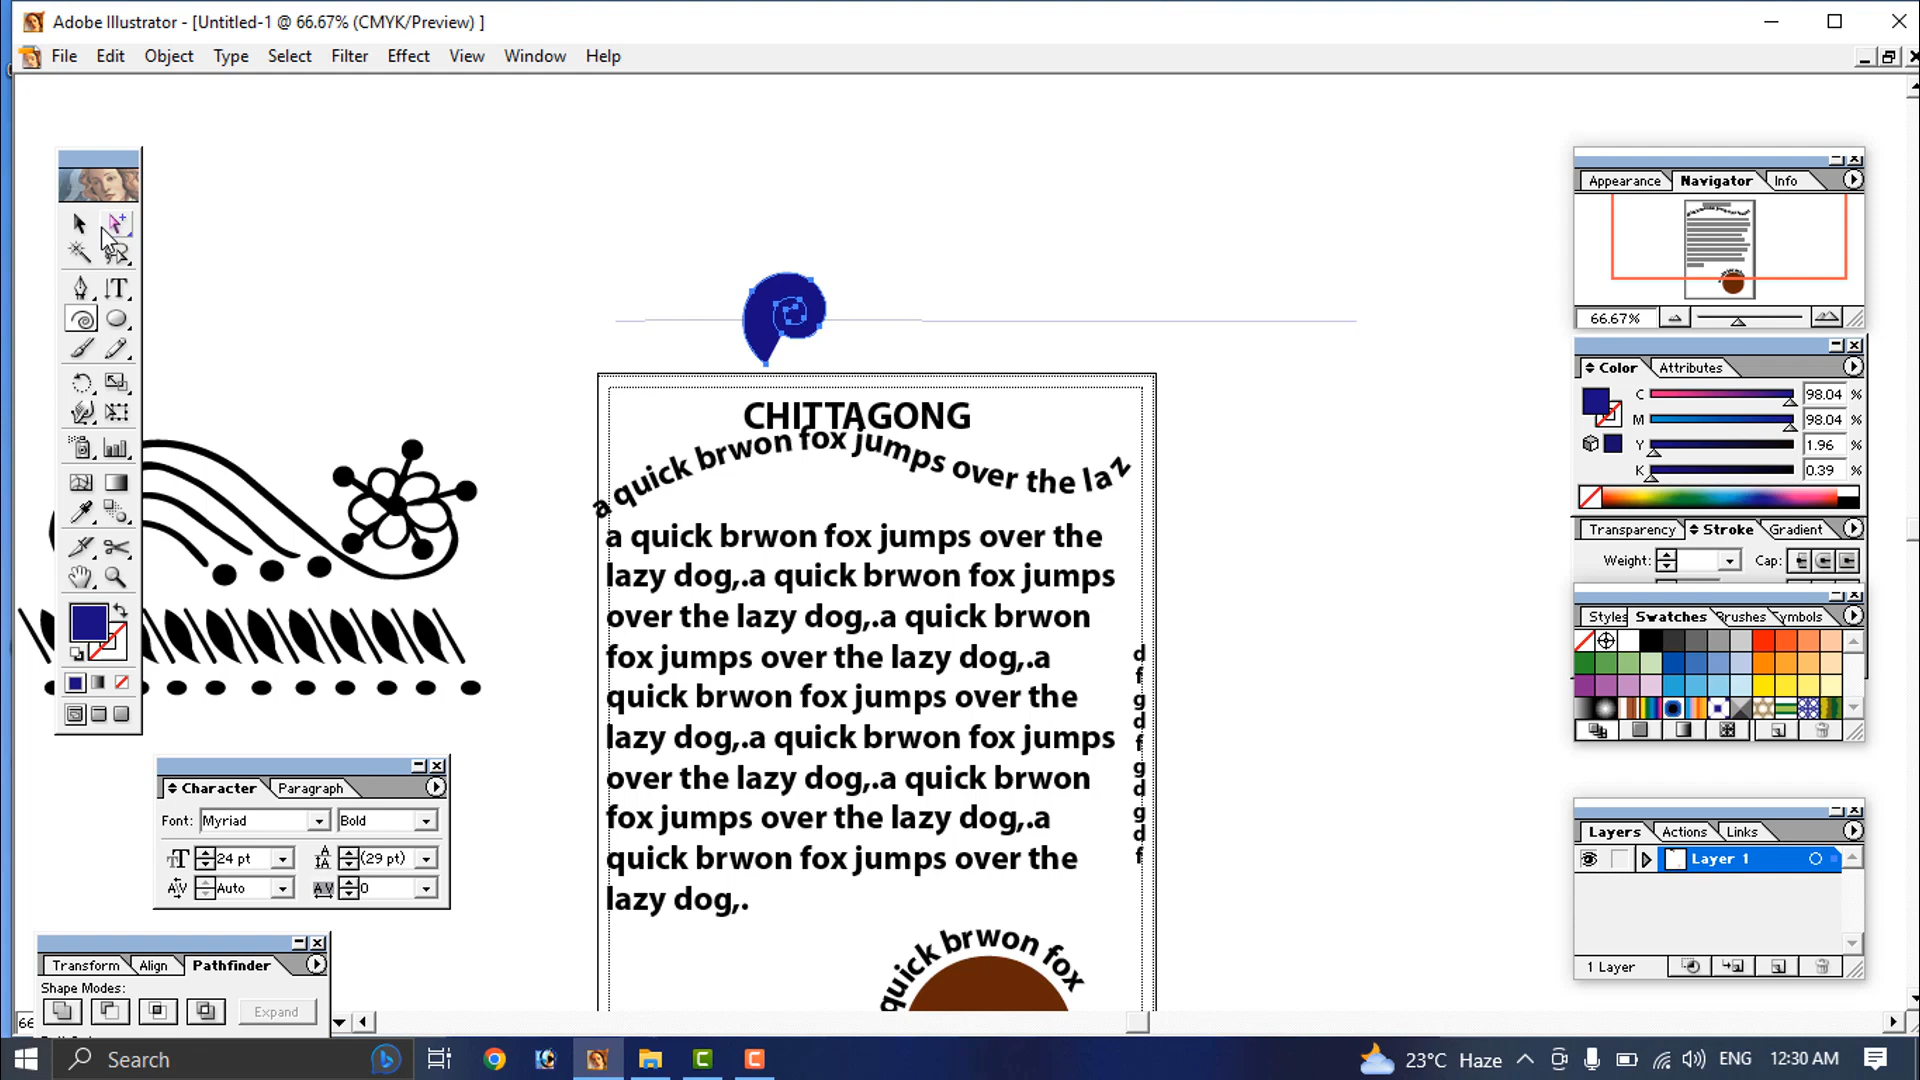 Adobe Illustrator - [Untitled-1 @ 66.67% (CMYK/Preview) ]
File Edit Object Type Select Filter Effect View Window Help
Appearance Navigator Info
66.67%
Color Attributes
C 98.04 %
M 98.04 %
Y 1.96 %
K 0.39 %
Transparency Stroke Gradient
Weight: Cap:
Styles Swatches Brushes Symbols
Layers Actions Links
Layer 1
1 Layer
CHITTAGONG
a quick brwon fox jumps over the laz
a quick brwon fox jumps over the
lazy dog,.a quick brwon fox jumps
over the lazy dog,.a quick brwon
fox jumps over the lazy dog,.a
quick brwon fox jumps over the
lazy dog,.a quick brwon fox jumps
over the lazy dog,.a quick brwon
fox jumps over the lazy dog,.a
quick brwon fox jumps over the
lazy dog,.
d
f
g
d
f
g
d
g
d
f
quick brwon fox
Character Paragraph
Font: Myriad Bold
24 pt (29 pt)
Auto 0
Transform Align Pathfinder
Shape Modes:
Expand
66
Search
23°C Haze ENG 12:30 AM